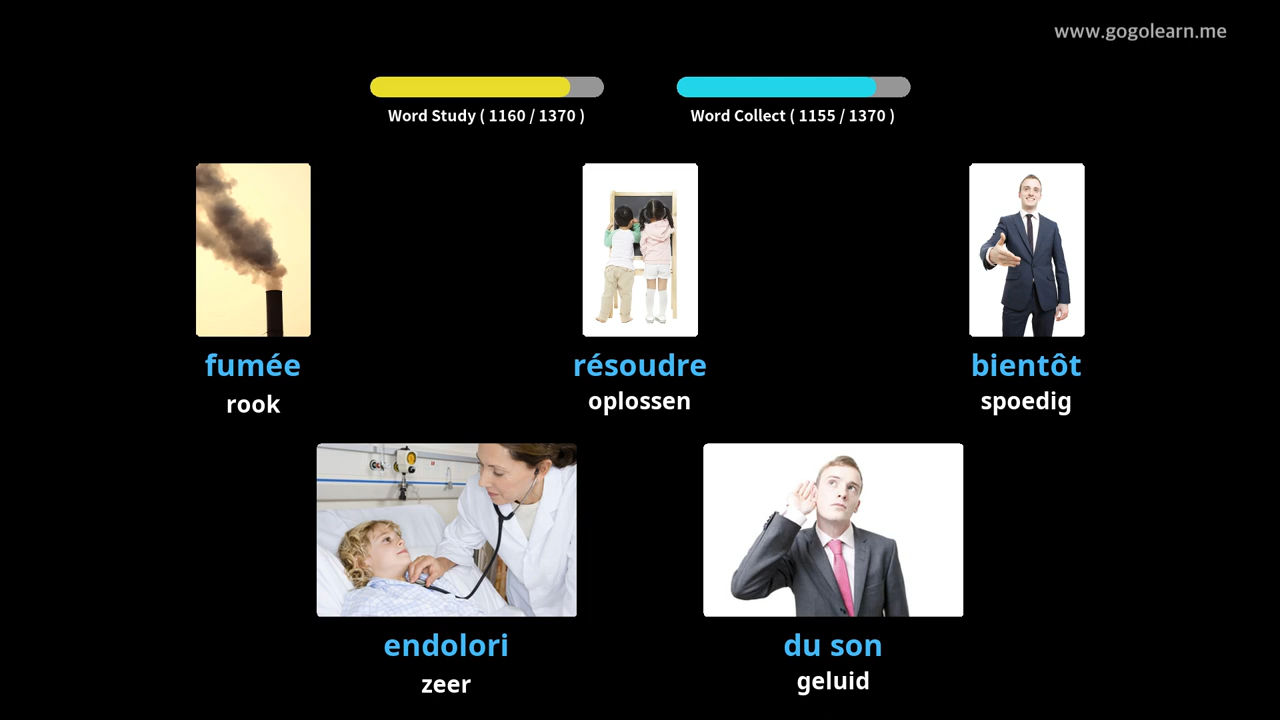 www.gogolearn.me
Word Study ( 1160 / 1370 )
Word Collect ( 1155 / 1370 )
fumée
résoudre
bientôt
rook
oplossen
spoedig
endolori
du son
zeer
geluid